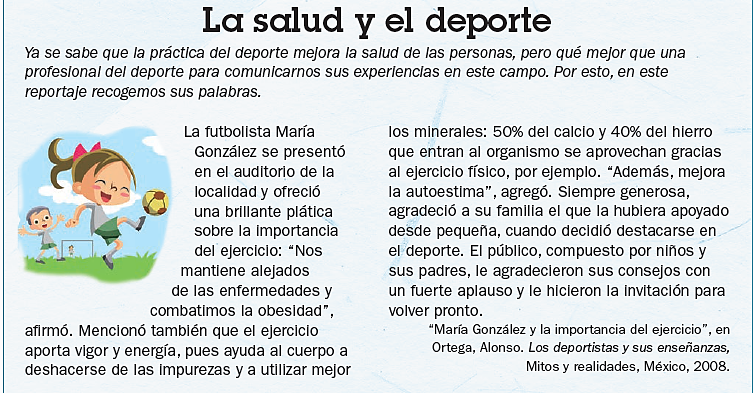 La salud y el deporte
Ya se sabe que la práctica del deporte mejora la salud de las personas, pero qué mejor que una
profesional del deporte para comunicarnos sus experiencias en este campo. Por esto, en este
reportaje recogemos sus palabras.
La futbolista María
González se presentó
en el auditorio de la
localidad y ofreció
una brillante plática
sobre la importancia
del ejercicio: “Nos
mantiene alejados
de las enfermedades y
combatimos la obesidad”,
afirmó. Mencionó también que el ejercicio
aporta vigor y energía, pues ayuda al cuerpo a
deshacerse de las impurezas y a utilizar mejor
los minerales: 50% del calcio y 40% del hierro
que entran al organismo se aprovechan gracias
al ejercicio físico, por ejemplo. “Además, mejora
la autoestima”, agregó. Siempre generosa,
agradeció a su familia el que la hubiera apoyado
desde pequeña, cuando decidió destacarse en
el deporte. El público, compuesto por niños y
sus padres, le agradecieron sus consejos con
un fuerte aplauso y le hicieron la invitación para
volver pronto.
“María González y la importancia del ejercicio”, en
Ortega, Alonso. Los deportistas y sus enseñanzas,
Mitos y realidades, México, 2008.